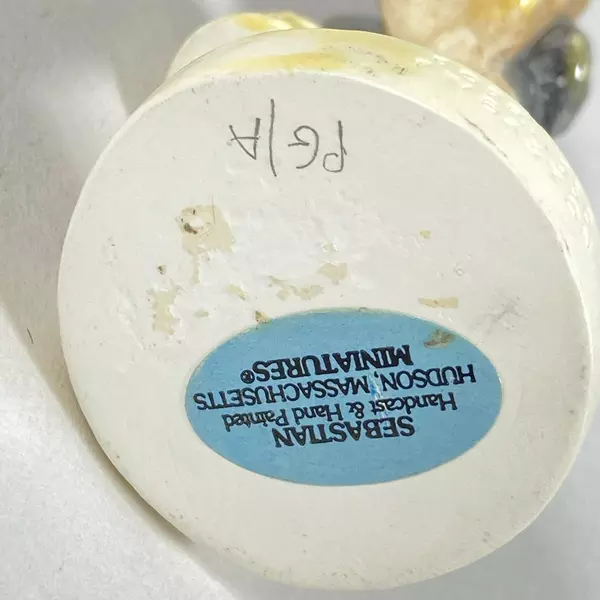 SEBASTIAN
Handcast & Hand Painted
HUDSON, MASSACHUSETTS
MINIATURES®
PG/A